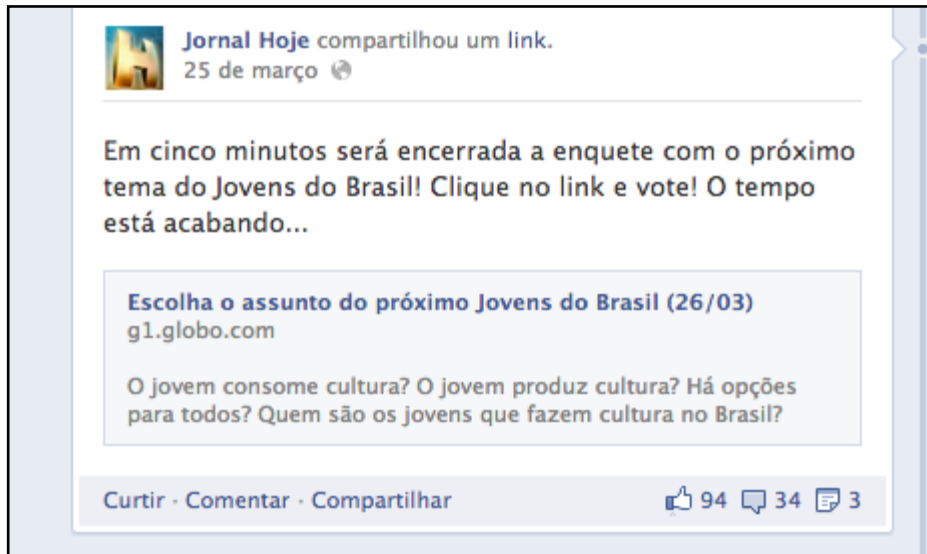 Jornal Hoje compartilhou um link.
25 de março
Em cinco minutos será encerrada a enquete com o próximo
tema do Jovens do Brasil! Clique no link e vote! O tempo
está acabando...
Escolha o assunto do próximo Jovens do Brasil (26/03)
g1.globo.com
O jovem consome cultura? O jovem produz cultura? Há opções
para todos? Quem são os jovens que fazem cultura no Brasil?
Curtir · Comentar · Compartilhar 94 34 3